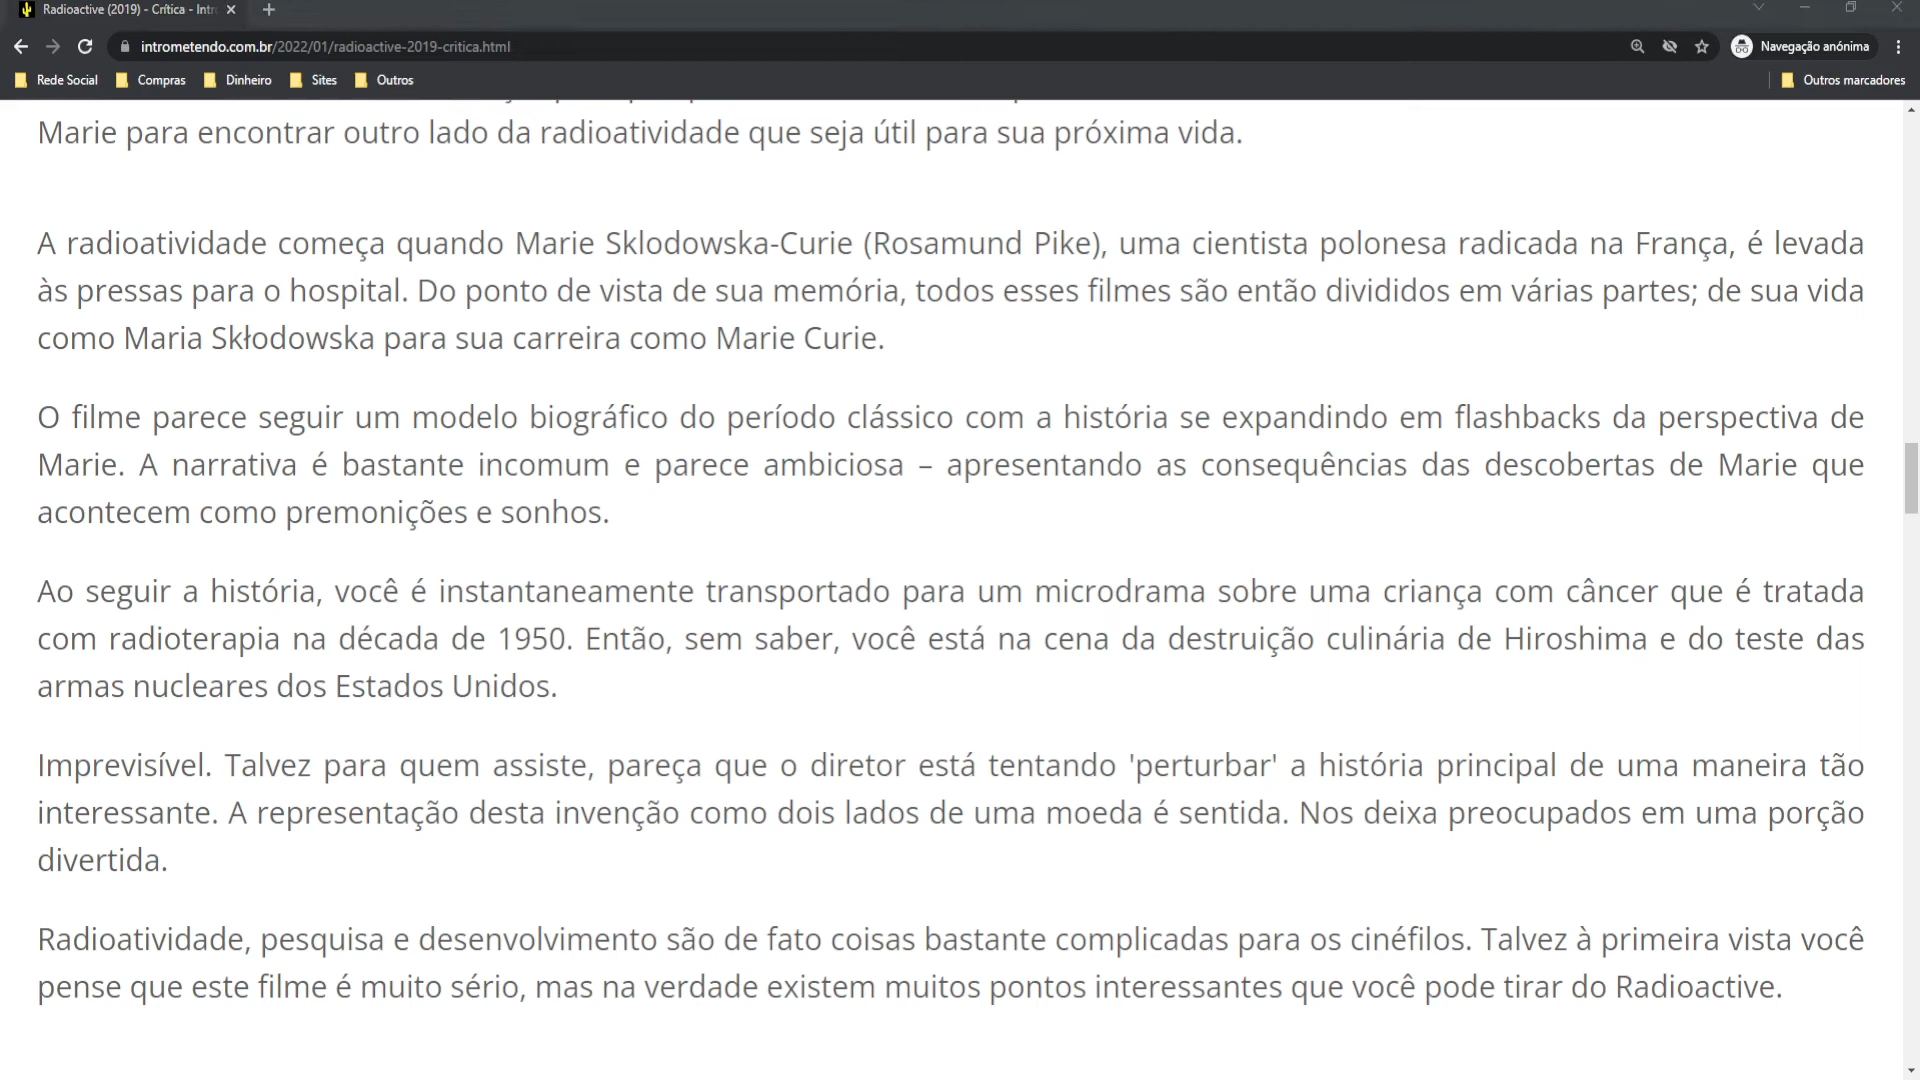 Radioactive (2019) - Crítica - Intr
intrometendo.com.br/2022/01/radioactive-2019-critica.html
Navegação anónima
Rede Social
Compras
Dinheiro
Sites
Outros
Outros marcadores
Marie para encontrar outro lado da radioatividade que seja útil para sua próxima vida.
A radioatividade começa quando Marie Sklodowska-Curie (Rosamund Pike), uma cientista polonesa radicada na França, é levada
às pressas para o hospital. Do ponto de vista de sua memória, todos esses filmes são então divididos em várias partes; de sua vida
como Maria Skłodowska para sua carreira como Marie Curie.
O filme parece seguir um modelo biográfico do período clássico com a história se expandindo em flashbacks da perspectiva de
Marie. A narrativa é bastante incomum e parece ambiciosa – apresentando as consequências das descobertas de Marie que
acontecem como premonições e sonhos.
Ao seguir a história, você é instantaneamente transportado para um microdrama sobre uma criança com câncer que é tratada
com radioterapia na década de 1950. Então, sem saber, você está na cena da destruição culinária de Hiroshima e do teste das
armas nucleares dos Estados Unidos.
Imprevisível. Talvez para quem assiste, pareça que o diretor está tentando 'perturbar' a história principal de uma maneira tão
interessante. A representação desta invenção como dois lados de uma moeda é sentida. Nos deixa preocupados em uma porção
divertida.
Radioatividade, pesquisa e desenvolvimento são de fato coisas bastante complicadas para os cinéfilos. Talvez à primeira vista você
pense que este filme é muito sério, mas na verdade existem muitos pontos interessantes que você pode tirar do Radioactive.